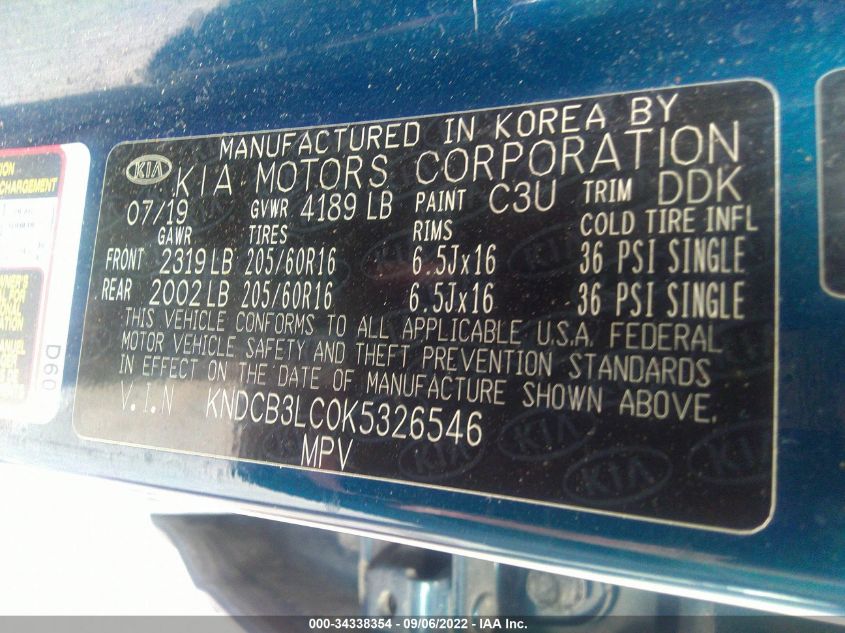 MANUFACTURED IN KOREA BY
KIA KIA MOTORS CORPORATION
07/19 GVWR 4189 LB PAINT C3U TRIM DDK
GAWR TIRES RIMS COLD TIRE INFL
FRONT 2319 LB 205/60R16 6.5Jx16 36 PSI SINGLE
REAR 2002 LB 205/60R16 6.5Jx16 36 PSI SINGLE
THIS VEHICLE CONFORMS TO ALL APPLICABLE U.S.A. FEDERAL
MOTOR VEHICLE SAFETY AND THEFT PREVENTION STANDARDS
IN EFFECT ON THE DATE OF MANUFACTURE SHOWN ABOVE.
V.I.N KNDCB3LC0K5326546
MPV
D60
000-34338354 - 09/06/2022 - IAA Inc.